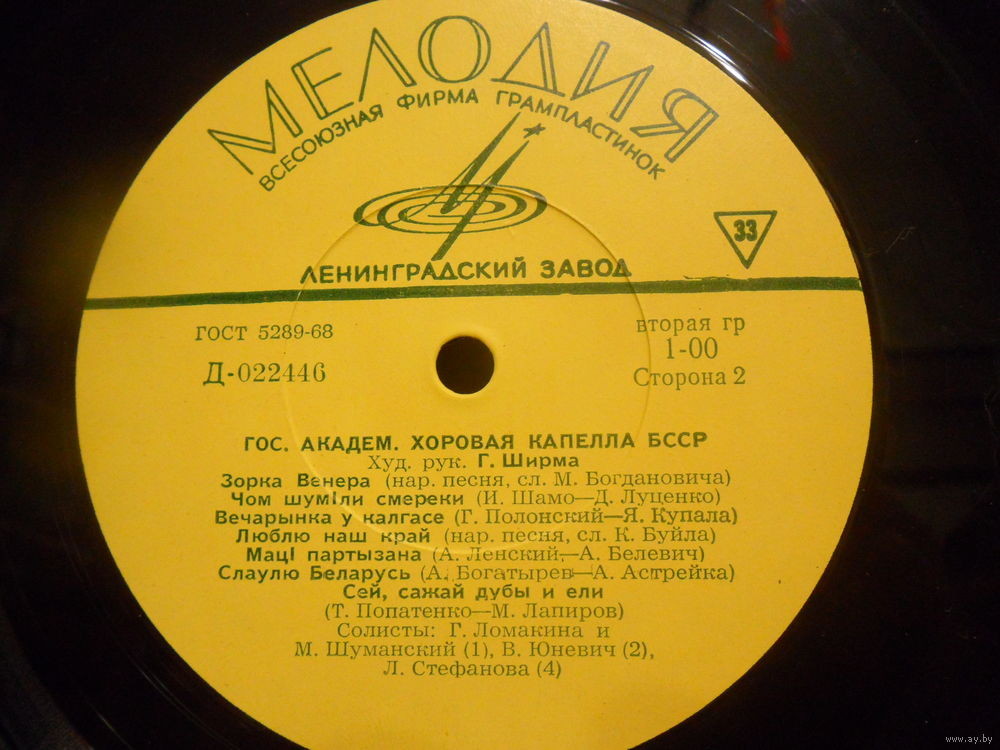 МЕЛОДИЯ
ВСЕСОЮЗНАЯ ФИРМА ГРАМПЛАСТИНОК
33
ЛЕНИНГРАДСКИЙ ЗАВОД
ГОСТ 5289-68
вторая гр
Д-022446
1-00
Сторона 2
ГОС. АКАДЕМ. ХОРОВАЯ КАПЕЛЛА БССР
Худ. рук. Г. Ширма
Зорка Венера (нар. песня, сл. М. Богдановича)
Чом шумIли смереки (И. Шамо—Д. Луценко)
Вечарынка у калгасе (Г. Полонский—Я. Купала)
Люблю наш край (нар. песня, сл. К. Буйла)
МацI партызана (А. Ленский—А. Белевич)
Слаулю Беларусь (А. Богатырев—А. Астрейка)
Сей, сажай дубы и ели
(Т. Попатенко—М. Лапиров)
Солисты: Г. Ломакина и
М. Шуманский (1), В. Юневич (2),
Л. Стефанова (4)
www.ay.by